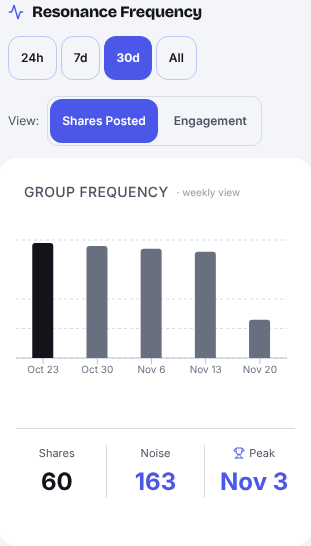 Resonance Frequency
24h 7d 30d All
View: Shares Posted Engagement
GROUP FREQUENCY · weekly view
Oct 23 Oct 30 Nov 6 Nov 13 Nov 20
Shares Noise Peak
60 163 Nov 3